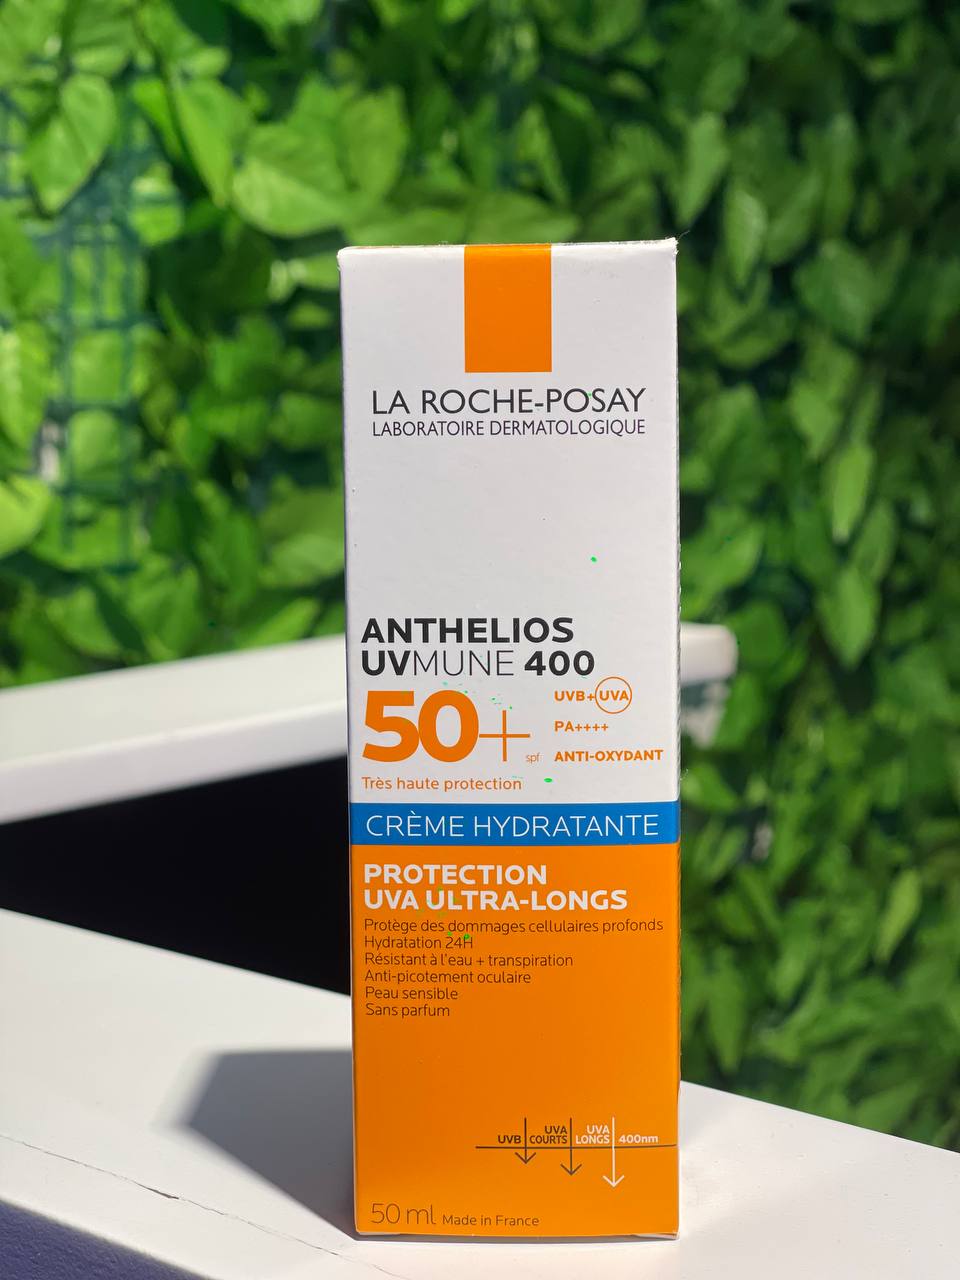 LA ROCHE-POSAY
LABORATOIRE DERMATOLOGIQUE
ANTHELIOS
UVMUNE 400
50+ spf
UVB+UVA
PA++++
ANTI-OXYDANT
Très haute protection
CRÈME HYDRATANTE
PROTECTION
UVA ULTRA-LONGS
Protège des dommages cellulaires profonds
Hydratation 24H
Résistant à l'eau + transpiration
Anti-picotement oculaire
Peau sensible
Sans parfum
UVB
UVA COURTS
UVA LONGS
400nm
50 ml Made in France